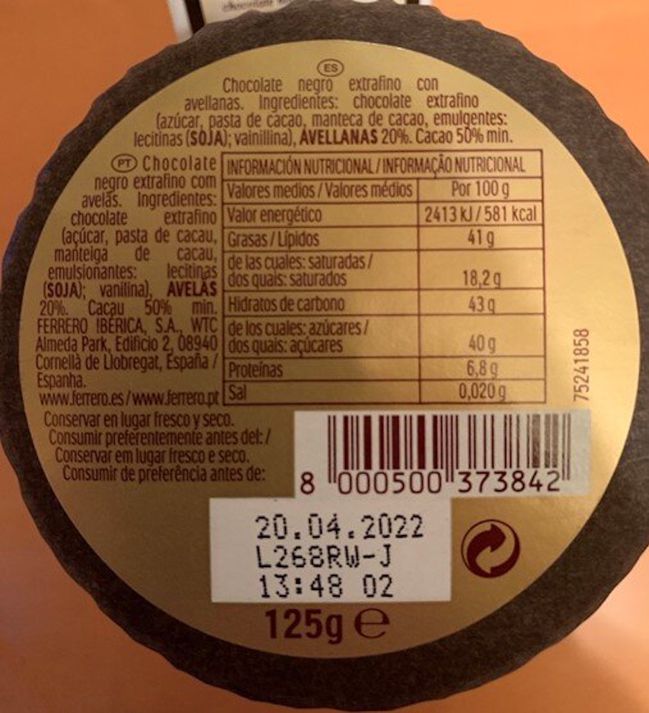 ES
Chocolate negro extrafino con
avellanas. Ingredientes: chocolate extrafino
(azúcar, pasta de cacao, manteca de cacao, emulgentes:
lecitinas (SOJA); vainillina), AVELLANAS 20%. Cacao 50% min.
PT Chocolate
negro extrafino com
avelãs. Ingredientes:
chocolate extrafino
(açúcar, pasta de cacau,
manteiga de cacau,
emulsionantes: lecitinas
(SOJA); vanilina), AVELÃS
20%. Cacau 50% min.
FERRERO IBÉRICA, S.A., WTC
Almeda Park, Edificio 2, 08940
Cornellà de Llobregat, España /
Espanha.
www.ferrero.es/www.ferrero.pt
INFORMACIÓN NUTRICIONAL / INFORMAÇÃO NUTRICIONAL
Valores medios / Valores médios Por 100 g
Valor energético 2413 kJ / 581 kcal
Grasas / Lípidos 41 g
de las cuales: saturadas /
dos quais: saturados 18,2 g
Hidratos de carbono 43 g
de los cuales: azúcares /
dos quais: açúcares 40 g
Proteínas 6,8 g
Sal 0,020 g
75241858
Conservar en lugar fresco y seco.
Consumir preferentemente antes del: /
Conservar em lugar fresco e seco.
Consumir de preferência antes de:
8 000500 373842
20.04.2022
L268RW-J
13:48 02
125g e